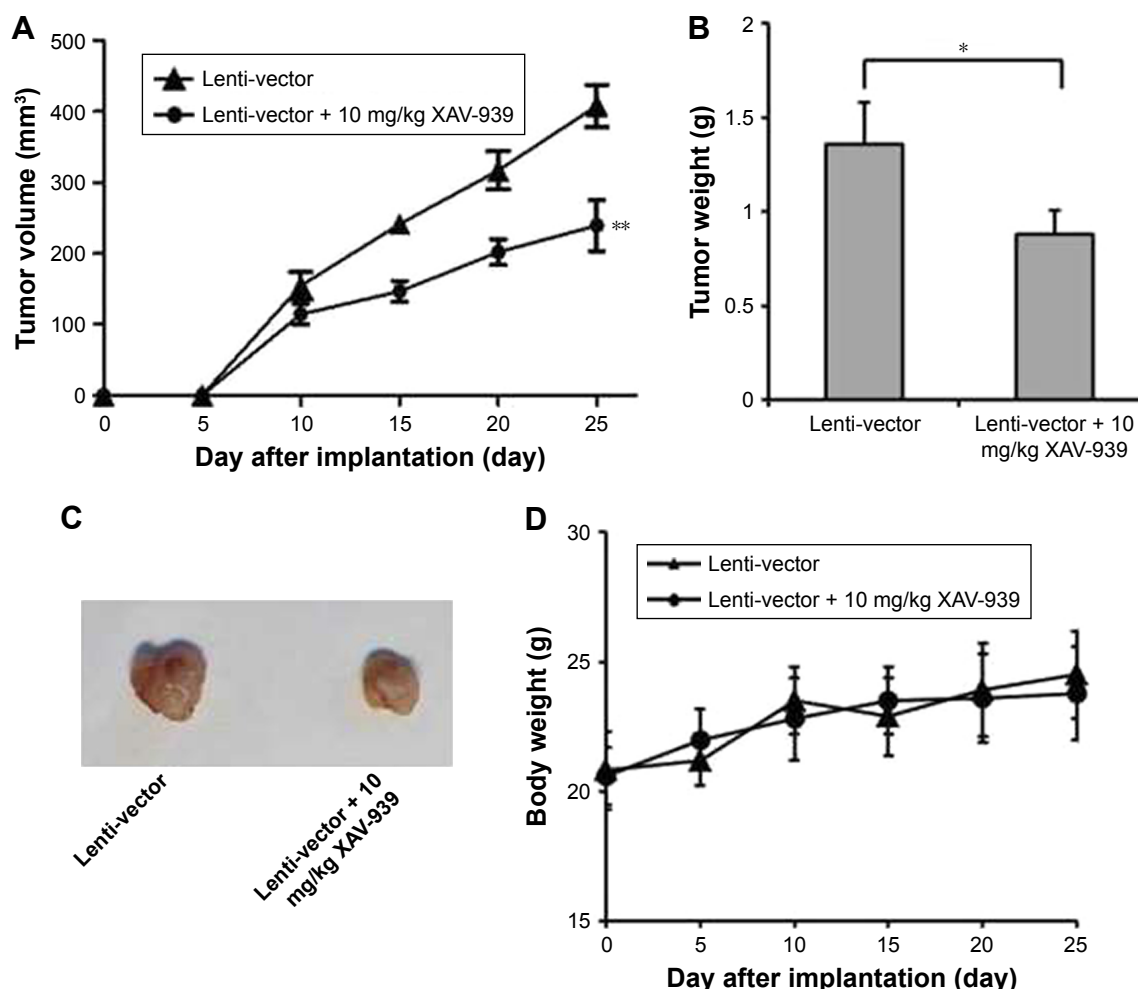 A
500
400
300
200
100
0
Tumor volume (mm³)
Lenti-vector
Lenti-vector + 10 mg/kg XAV-939
**
0 5 10 15 20 25
Day after implantation (day)
B
2
1.5
1
0.5
0
Tumor weight (g)
*
Lenti-vector
Lenti-vector + 10
mg/kg XAV-939
C
Lenti-vector
Lenti-vector + 10
mg/kg XAV-939
D
30
25
20
15
Body weight (g)
Lenti-vector
Lenti-vector + 10 mg/kg XAV-939
0 5 10 15 20 25
Day after implantation (day)